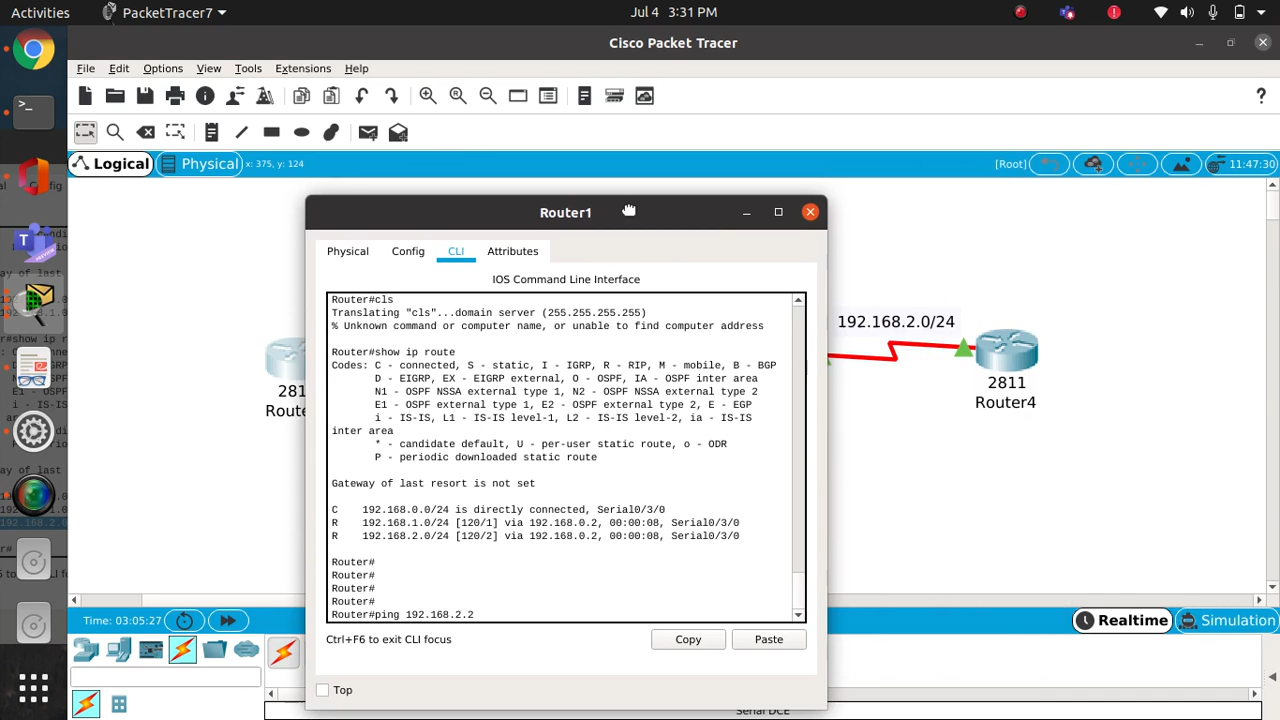 Activities
PacketTracer7
Jul 4 3:31 PM
Cisco Packet Tracer
File Edit Options View Tools Extensions Help
?
Logical
Physical
x: 375, y: 124
[Root]
11:47:30
Router1
Physical Config CLI Attributes
IOS Command Line Interface
Router#cls
Translating "cls"...domain server (255.255.255.255)
% Unknown command or computer name, or unable to find computer address
Router#show ip route
Codes: C - connected, S - static, I - IGRP, R - RIP, M - mobile, B - BGP
D - EIGRP, EX - EIGRP external, O - OSPF, IA - OSPF inter area
N1 - OSPF NSSA external type 1, N2 - OSPF NSSA external type 2
E1 - OSPF external type 1, E2 - OSPF external type 2, E - EGP
i - IS-IS, L1 - IS-IS level-1, L2 - IS-IS level-2, ia - IS-IS
inter area
* - candidate default, U - per-user static route, o - ODR
P - periodic downloaded static route
Gateway of last resort is not set
C 192.168.0.0/24 is directly connected, Serial0/3/0
R 192.168.1.0/24 [120/1] via 192.168.0.2, 00:00:08, Serial0/3/0
R 192.168.2.0/24 [120/2] via 192.168.0.2, 00:00:08, Serial0/3/0
Router#
Router#
Router#
Router#
Router#ping 192.168.2.2
Ctrl+F6 to exit CLI focus
Copy
Paste
Top
192.168.2.0/24
2811
Router4
Time: 03:05:27
Realtime
Simulation
Serial DCE